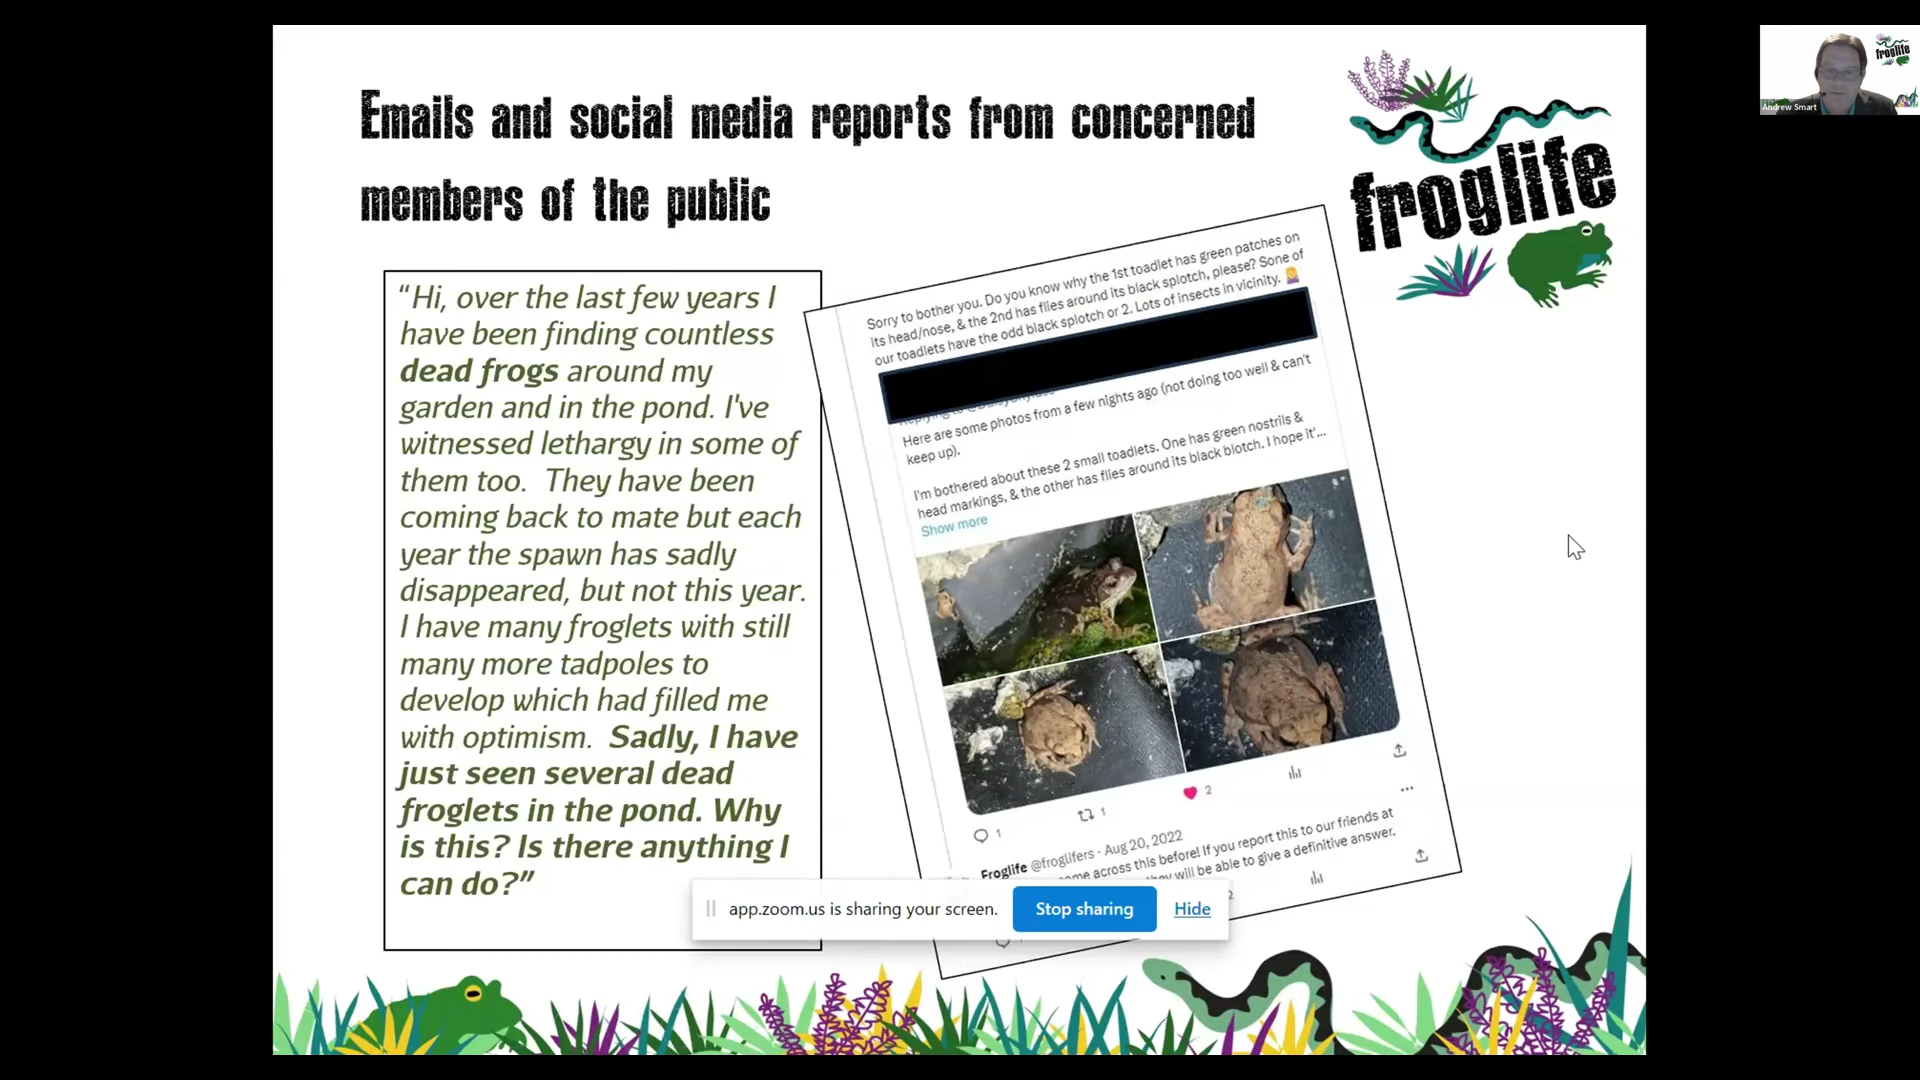 Emails and social media reports from concerned
members of the public
froglife
froglife
Andrew Smart
“Hi, over the last few years I
have been finding countless
dead frogs around my
garden and in the pond. I've
witnessed lethargy in some of
them too. They have been
coming back to mate but each
year the spawn has sadly
disappeared, but not this year.
I have many froglets with still
many more tadpoles to
develop which had filled me
with optimism. Sadly, I have
just seen several dead
froglets in the pond. Why
is this? Is there anything I
can do?”
Sorry to bother you. Do you know why the 1st toadlet has green patches on
its head/nose, & the 2nd has flies around its black splotch, please? Sone of
our toadlets have the odd black splotch or 2. Lots of insects in vicinity.
Here are some photos from a few nights ago (not doing too well & can't
keep up).
I'm bothered about these 2 small toadlets. One has green nostrils &
head markings, & the other has flies around its black blotch. I hope it'...
Show more
1
1
2
Froglife @froglifers · Aug 20, 2022
across this before! If you report this to our friends at
will be able to give a definitive answer.
2
app.zoom.us is sharing your screen.
Stop sharing
Hide